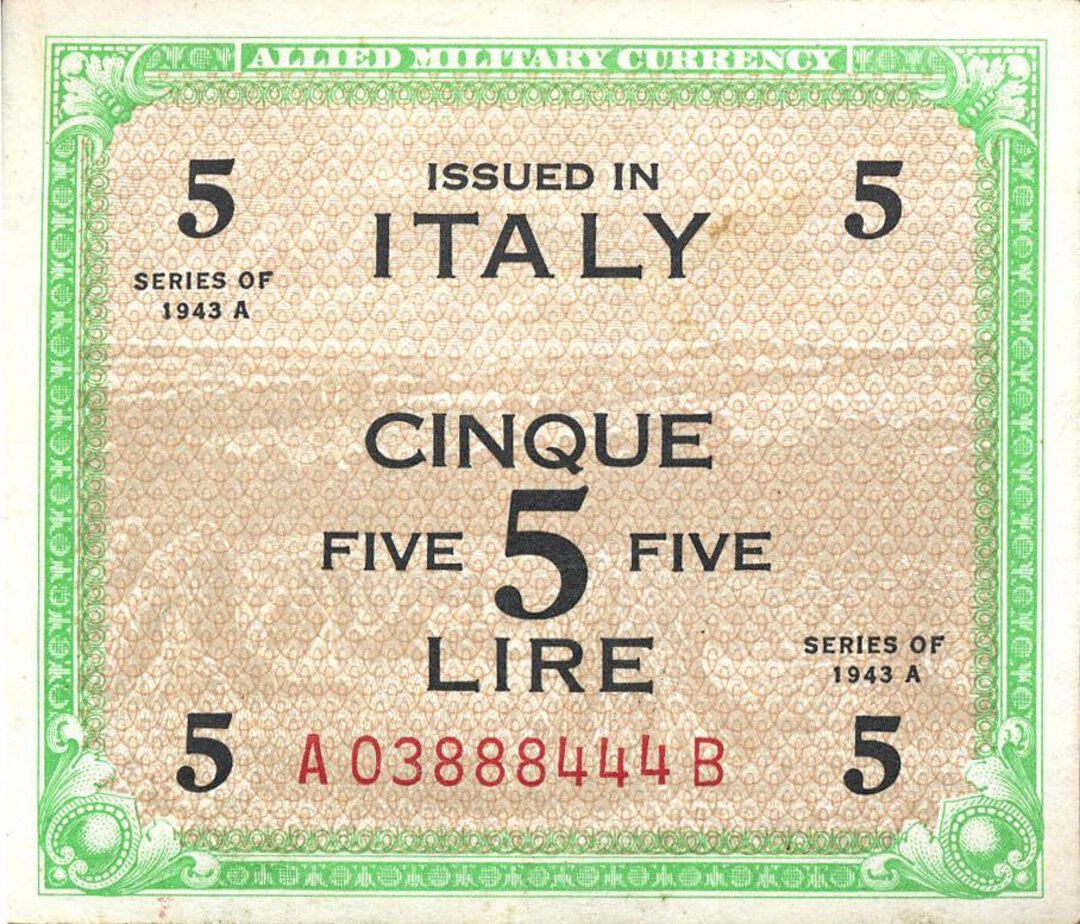 ALLIED MILITARY CURRENCY
5 ISSUED IN 5
ITALY
SERIES OF
1943 A
CINQUE
FIVE 5 FIVE
LIRE
SERIES OF
1943 A
5 A 038888444 B 5